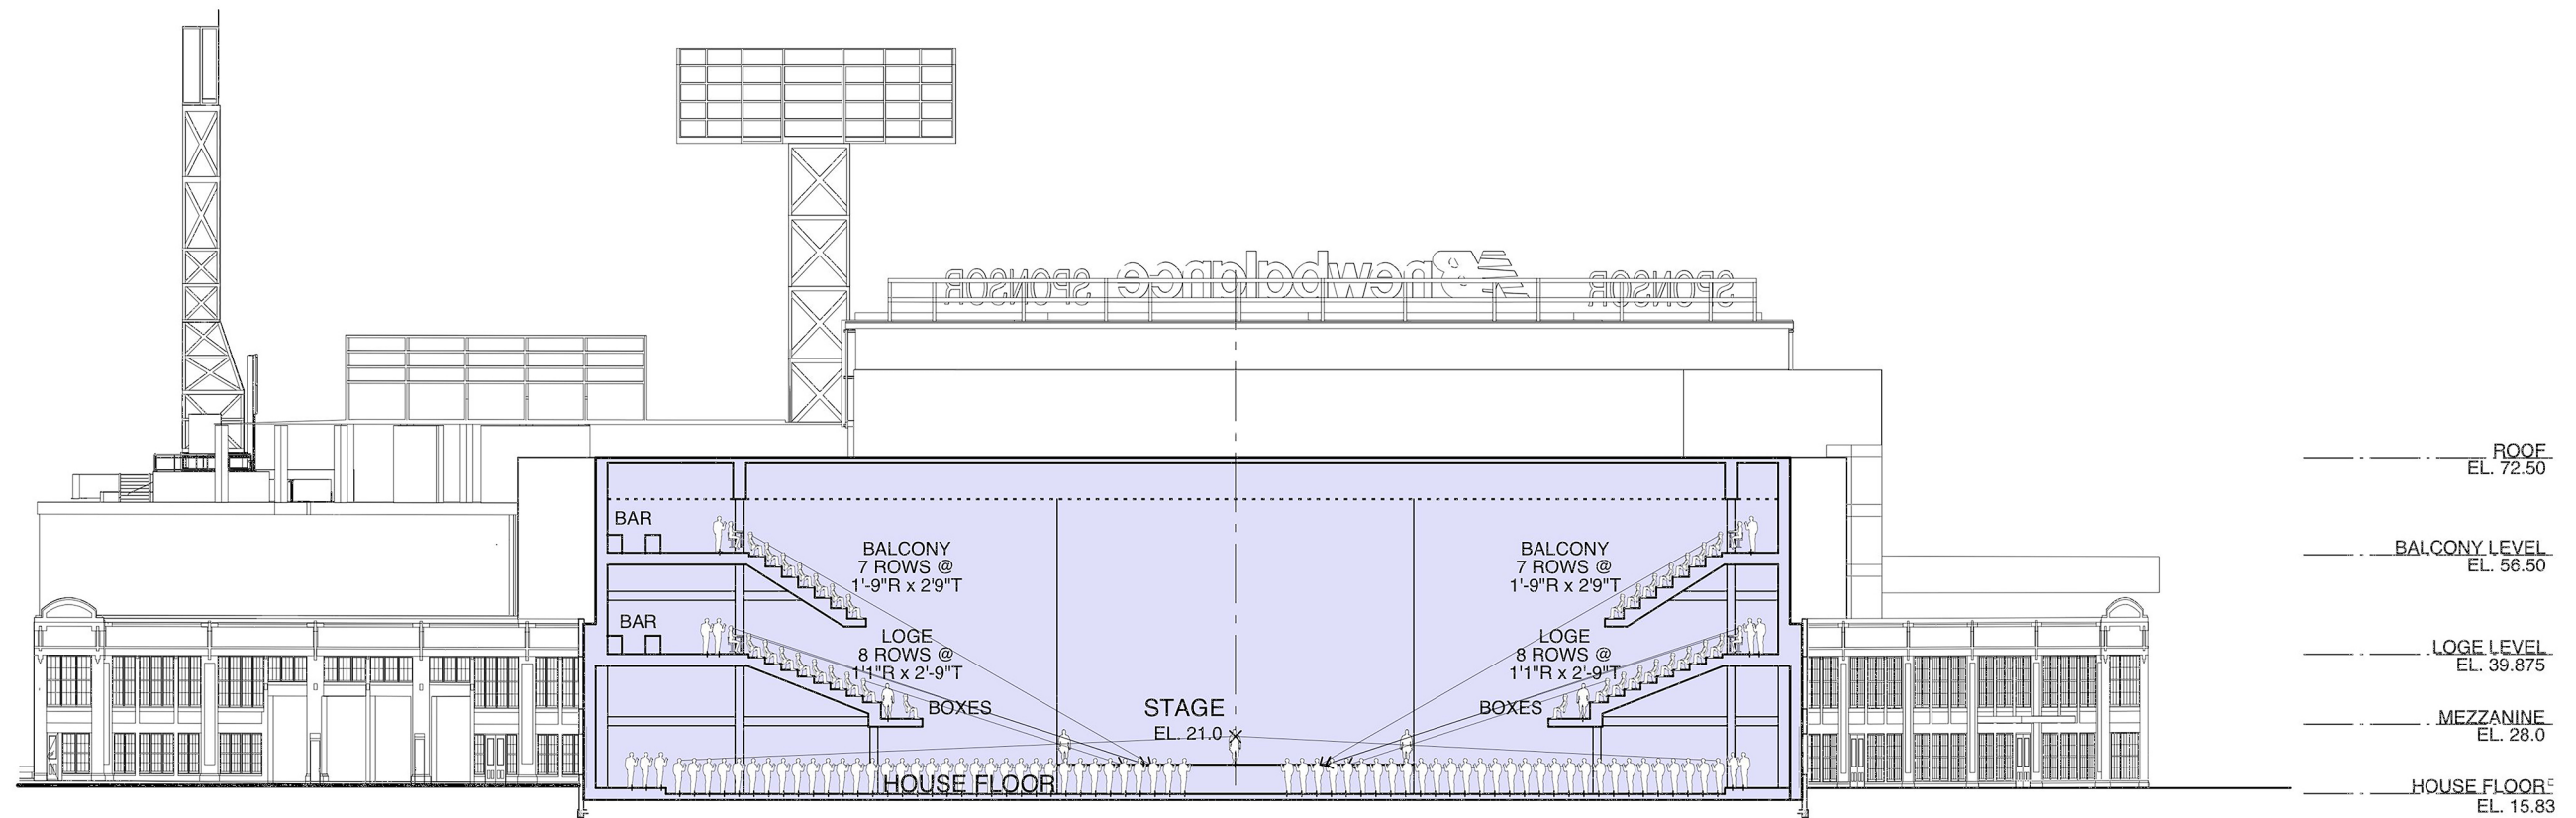 SPONSOR
newbalance
SPONSOR
ROOF
EL. 72.50
BAR
BALCONY
7 ROWS @
1'-9"R x 2'9"T
BALCONY
7 ROWS @
1'-9"R x 2'9"T
BALCONY LEVEL
EL. 56.50
BAR
LOGE
8 ROWS @
1'1"R x 2'-9"T
LOGE
8 ROWS @
1'1"R x 2'-9"T
LOGE LEVEL
EL. 39.875
BOXES
STAGE
EL. 21.0
BOXES
MEZZANINE
EL. 28.0
HOUSE FLOOR
HOUSE FLOOR
EL. 15.83